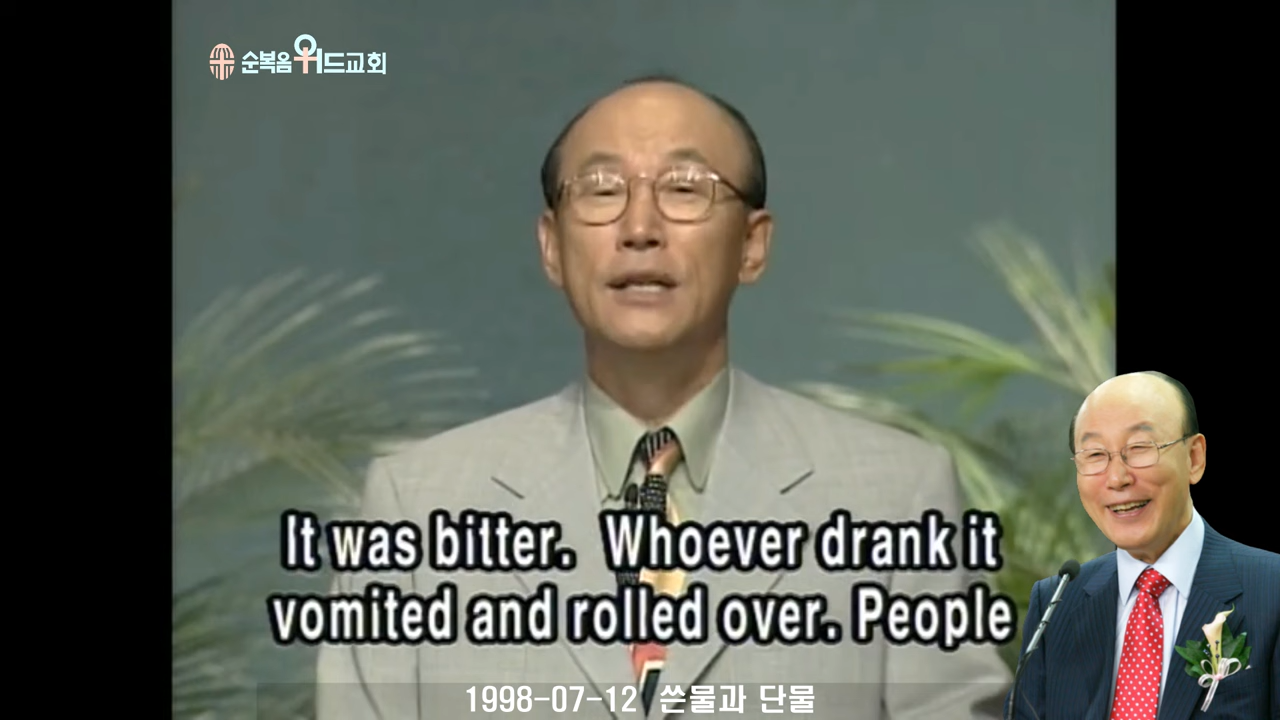 순복음워드교회
It was bitter. Whoever drank it
vomited and rolled over. People
1998-07-12 쓴물과 단물